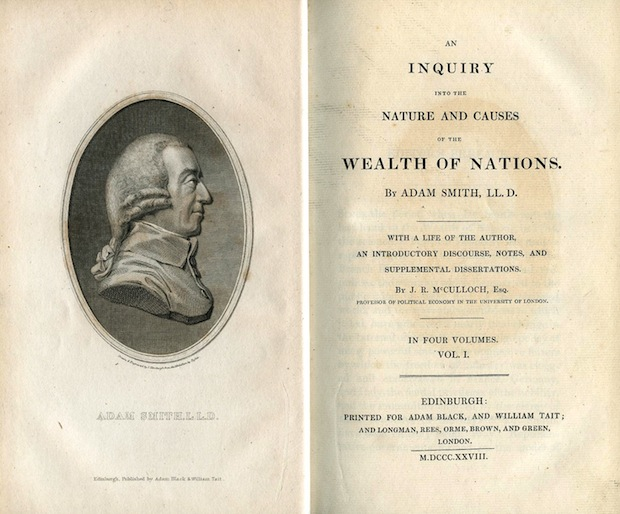 ADAM SMITH, L.L.D.
Edinburgh, Published by Adam Black & William Tait.
AN
INQUIRY
INTO THE
NATURE AND CAUSES
OF THE
WEALTH OF NATIONS.
BY ADAM SMITH, LL. D.
WITH A LIFE OF THE AUTHOR,
AN INTRODUCTORY DISCOURSE, NOTES, AND
SUPPLEMENTAL DISSERTATIONS.
BY J. R. MᶜCULLOCH, ESQ.
PROFESSOR OF POLITICAL ECONOMY IN THE UNIVERSITY OF LONDON.
IN FOUR VOLUMES.
VOL. I.
EDINBURGH:
PRINTED FOR ADAM BLACK, AND WILLIAM TAIT;
AND LONGMAN, REES, ORME, BROWN, AND GREEN,
LONDON.
M.DCCC.XXVIII.